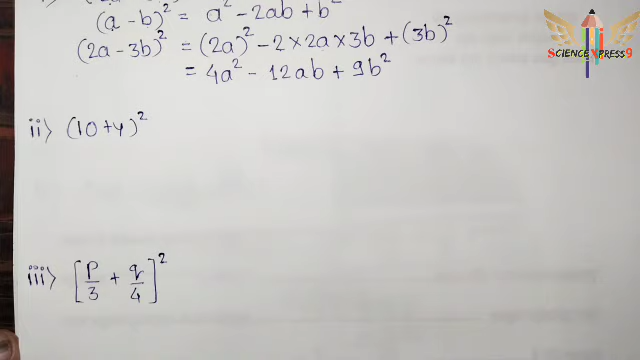 (a - b)² = a² - 2ab + b²
(2a - 3b)² = (2a)² - 2 × 2a × 3b + (3b)²
= 4a² - 12ab + 9b²
ii) (10 + y)²
iii) [p/3 + q/4]²
SCIENCE XPRESS9